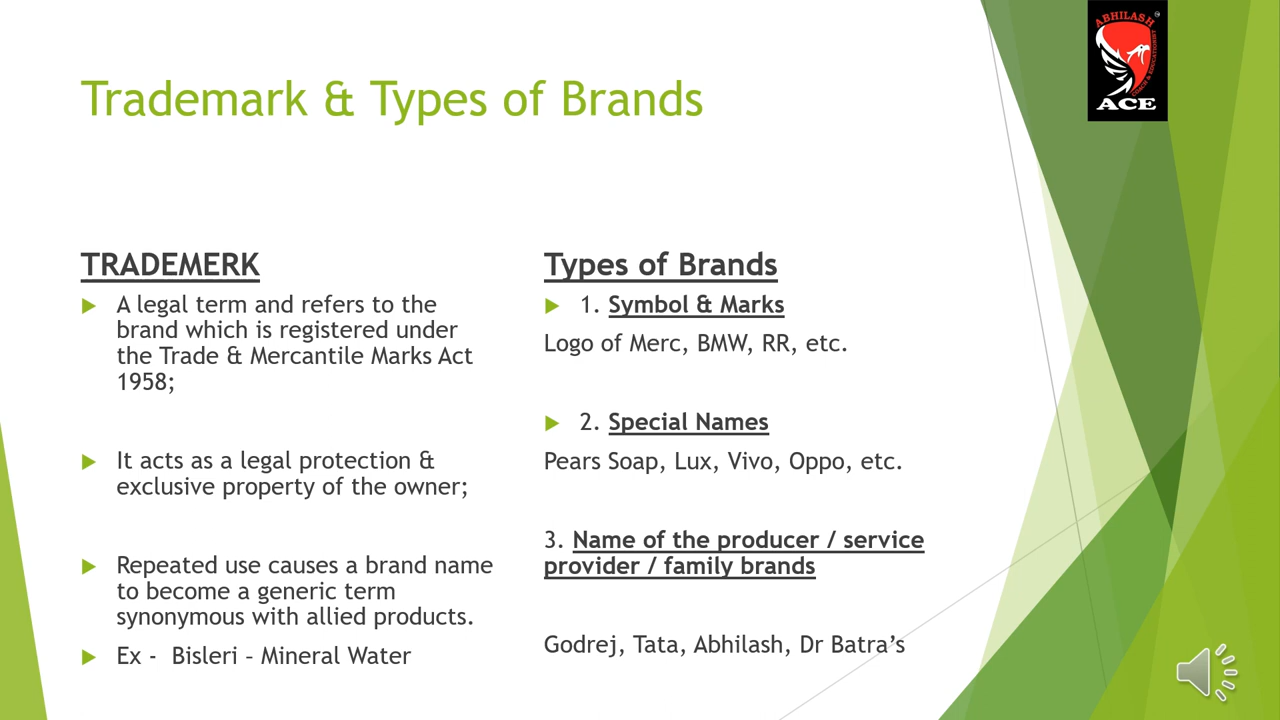 Trademark & Types of Brands
ABHILASH
COACH & EDUCATIONIST
ACE
TRADEMERK
A legal term and refers to the
brand which is registered under
the Trade & Mercantile Marks Act
1958;
It acts as a legal protection &
exclusive property of the owner;
Repeated use causes a brand name
to become a generic term
synonymous with allied products.
Ex -  Bisleri – Mineral Water
Types of Brands
1. Symbol & Marks
Logo of Merc, BMW, RR, etc.
2. Special Names
Pears Soap, Lux, Vivo, Oppo, etc.
3. Name of the producer / service
provider / family brands
Godrej, Tata, Abhilash, Dr Batra’s